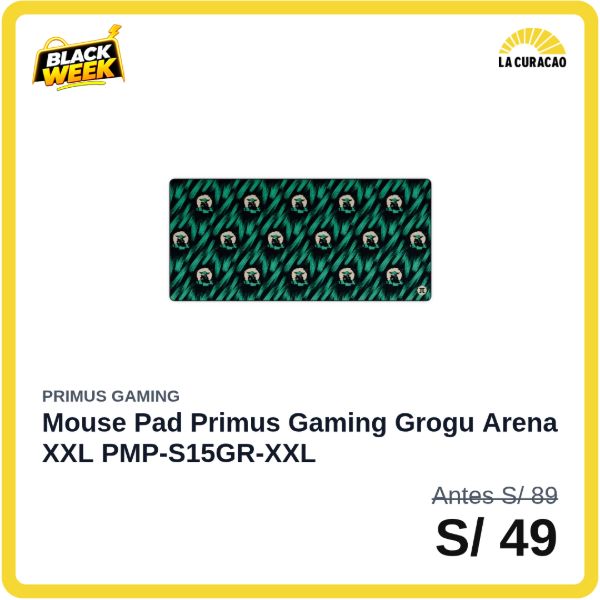 BLACK
WEEK
LA CURACAO
PRIMUS GAMING
Mouse Pad Primus Gaming Grogu Arena
XXL PMP-S15GR-XXL
Antes S/ 89
S/ 49